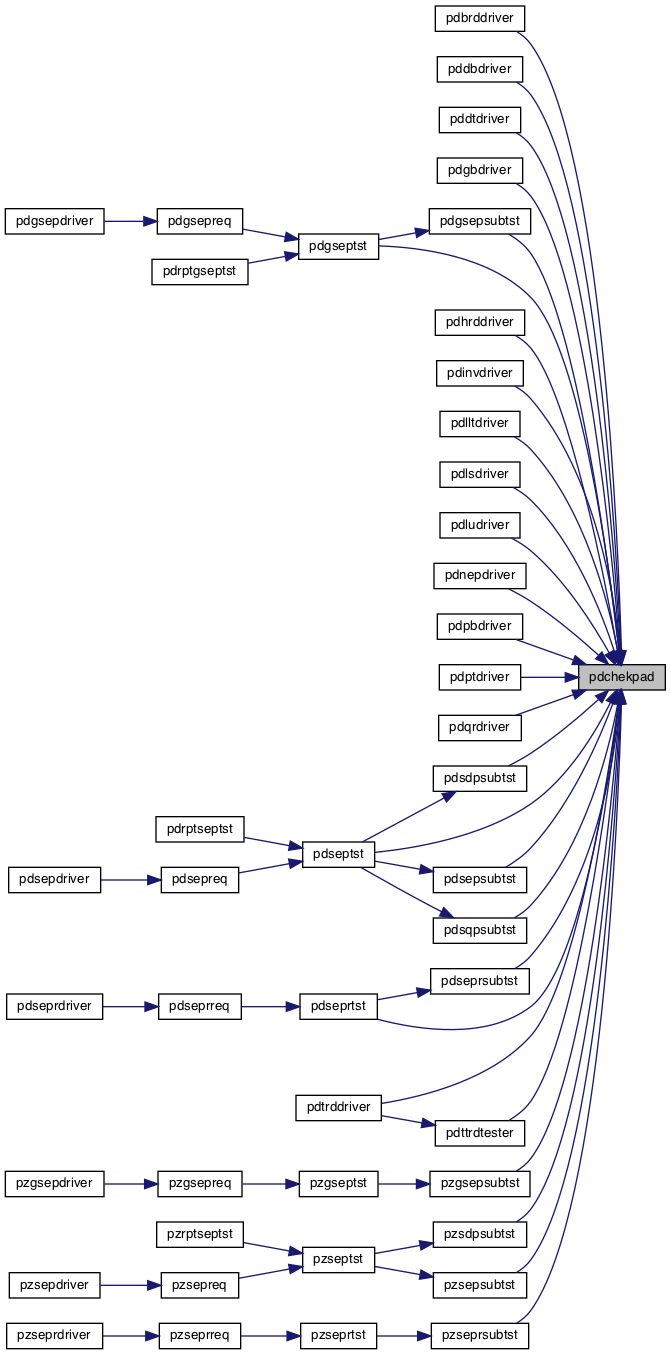 pdbrddriver
pddbdriver
pddtdriver
pdgbdriver
pdgsepdriver
pdgsepreq
pdgseptst
pdgsepsubtst
pdrptgseptst
pdhrddriver
pdinvdriver
pdlltdriver
pdlsdriver
pdludriver
pdnepdriver
pdpbdriver
pdptdriver
pdchekpad
pdqrdriver
pdsdpsubtst
pdrptseptst
pdseptst
pdsepdriver
pdsepreq
pdsepsubtst
pdsqpsubtst
pdseprsubtst
pdseprdriver
pdseprreq
pdseprtst
pdtrddriver
pdttrdtester
pzgsepdriver
pzgsepreq
pzgseptst
pzgsepsubtst
pzrptseptst
pzsdpsubtst
pzseptst
pzsepdriver
pzsepreq
pzsepsubtst
pzseprdriver
pzseprreq
pzseprtst
pzseprsubtst